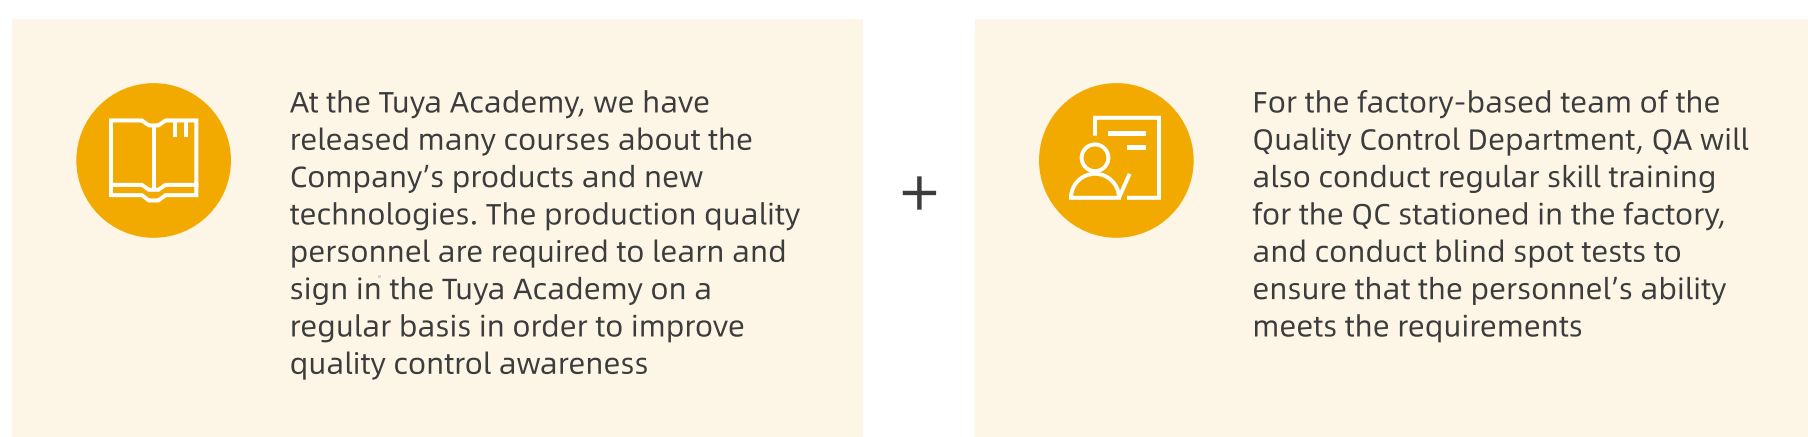 At the Tuya Academy, we have
released many courses about the
Company’s products and new
technologies. The production quality
personnel are required to learn and
sign in the Tuya Academy on a
regular basis in order to improve
quality control awareness
+
For the factory-based team of the
Quality Control Department, QA will
also conduct regular skill training
for the QC stationed in the factory,
and conduct blind spot tests to
ensure that the personnel’s ability
meets the requirements